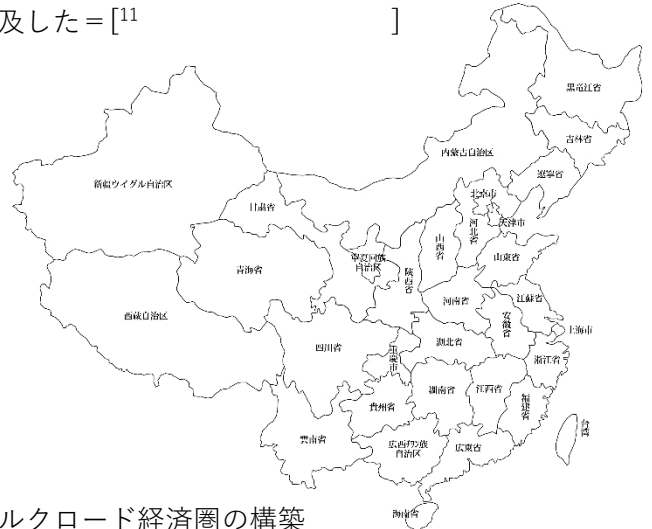 及した＝[11 ]
黒竜江省
吉林省
内蒙古自治区
遼寧省
新疆ウイグル自治区
北京市
甘粛省
天津市
河北省
山西省
山東省
寧夏回族
自治区
青海省
陝西省
河南省
江蘇省
西蔵自治区
安徽省
上海市
四川省
重慶市
湖北省
浙江省
湖南省
江西省
貴州省
福建省
雲南省
広西ﾁﾜﾝ族
自治区
広東省
台湾
海南省
ルクロード経済圏の構築